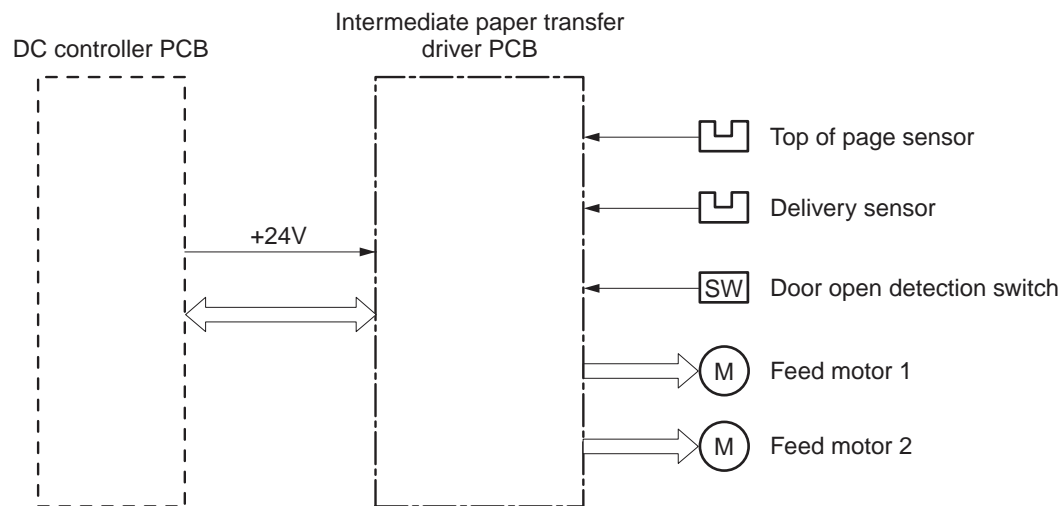 DC controller PCB
Intermediate paper transfer
driver PCB
Top of page sensor
Delivery sensor
+24V
SW
Door open detection switch
M
Feed motor 1
M
Feed motor 2